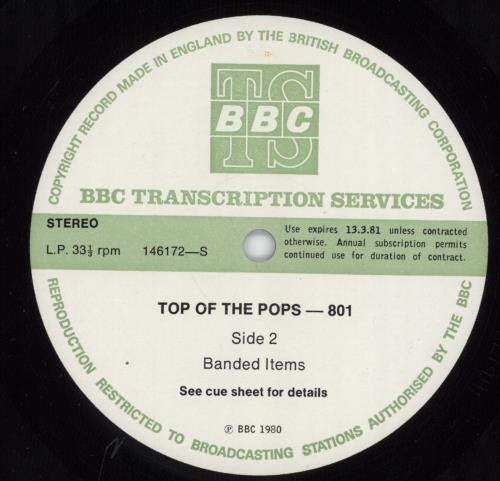 COPYRIGHT RECORD MADE IN ENGLAND BY THE BRITISH BROADCASTING CORPORATION
TS
BBC
BBC TRANSCRIPTION SERVICES
STEREO
L.P. 33⅓ rpm 146172—S
Use expires 13.3.81 unless contracted
otherwise. Annual subscription permits
continued use for duration of contract.
TOP OF THE POPS — 801
Side 2
Banded Items
See cue sheet for details
℗ BBC 1980
REPRODUCTION RESTRICTED TO BROADCASTING STATIONS AUTHORISED BY THE BBC